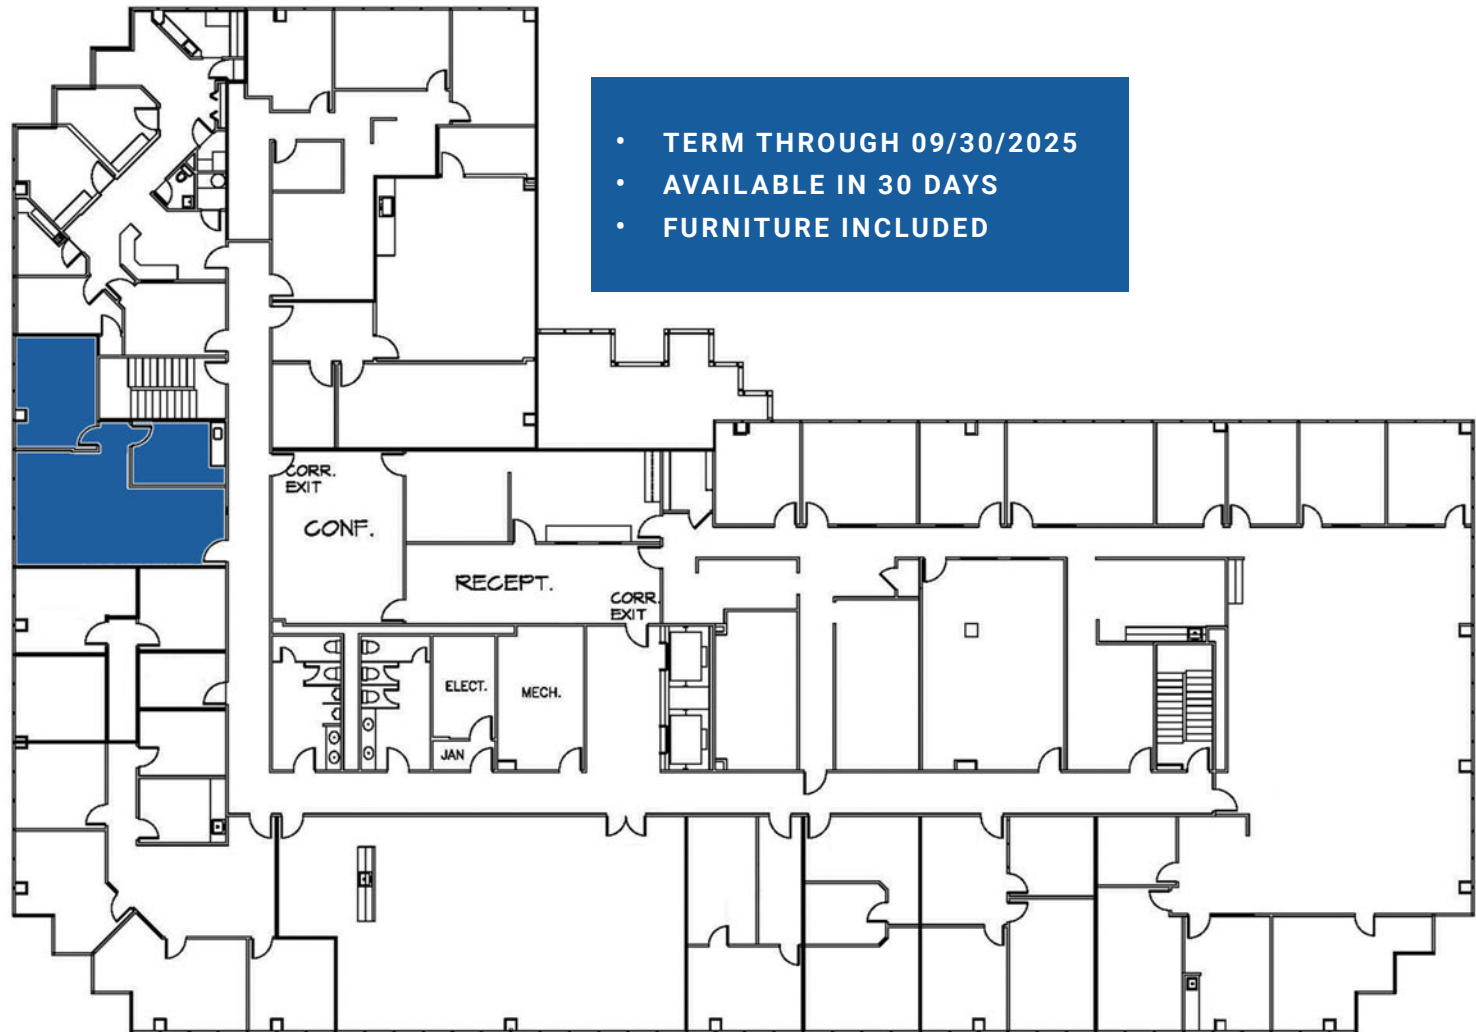 • TERM THROUGH 09/30/2025
• AVAILABLE IN 30 DAYS
• FURNITURE INCLUDED
CORR.
EXIT
CONF.
RECEPT.
CORR.
EXIT
ELECT.
MECH.
JAN